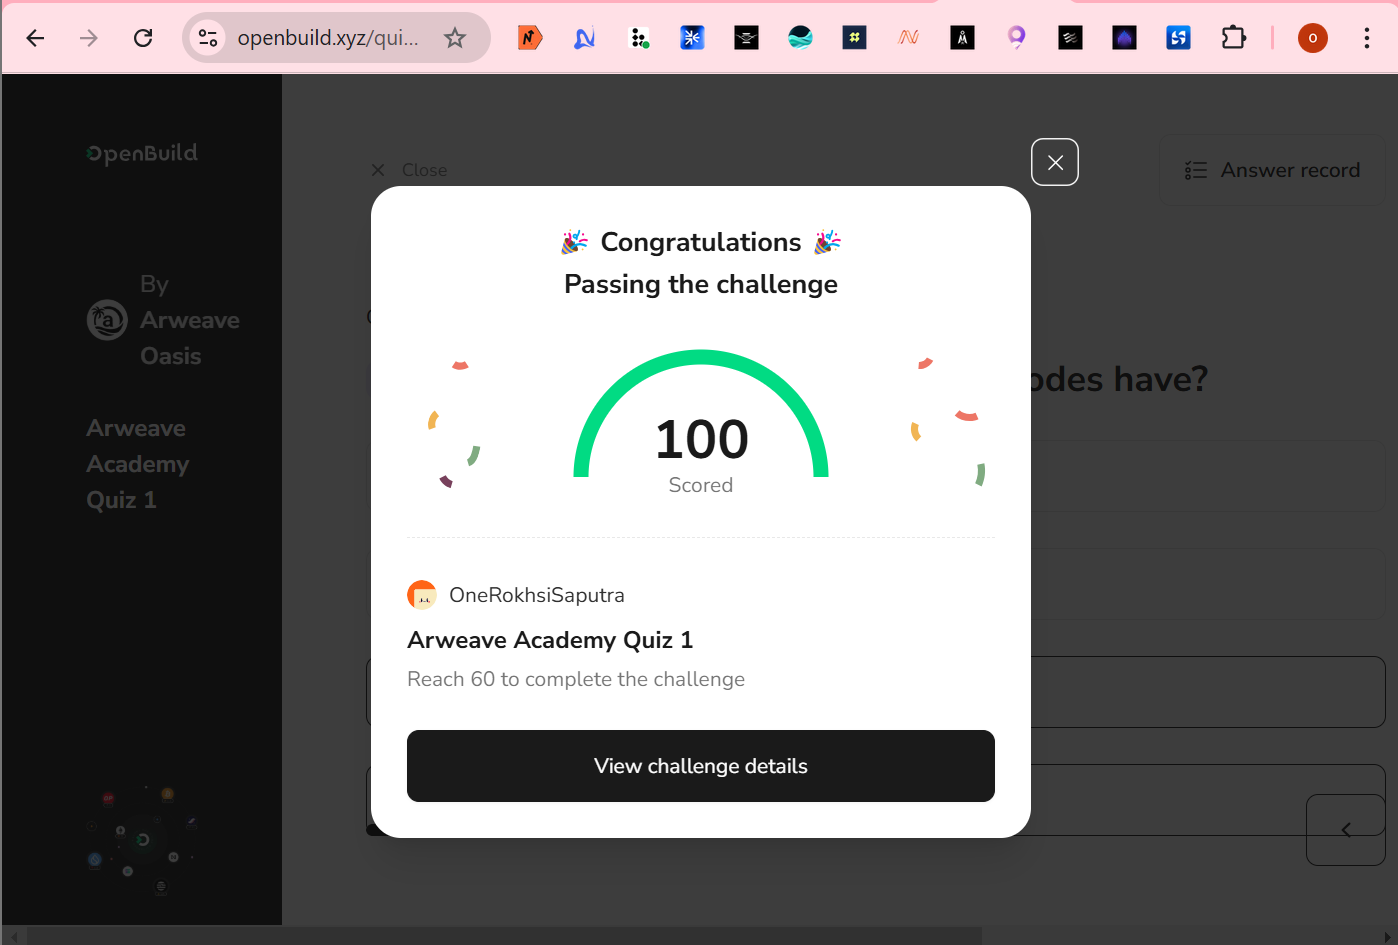 openbuild.xyz/qui...
O
OpenBuild
Close
Answer record
By
Arweave
Oasis
Arweave
Academy
Quiz 1
odes have?
Congratulations
Passing the challenge
100
Scored
OneRokhsiSaputra
Arweave Academy Quiz 1
Reach 60 to complete the challenge
View challenge details